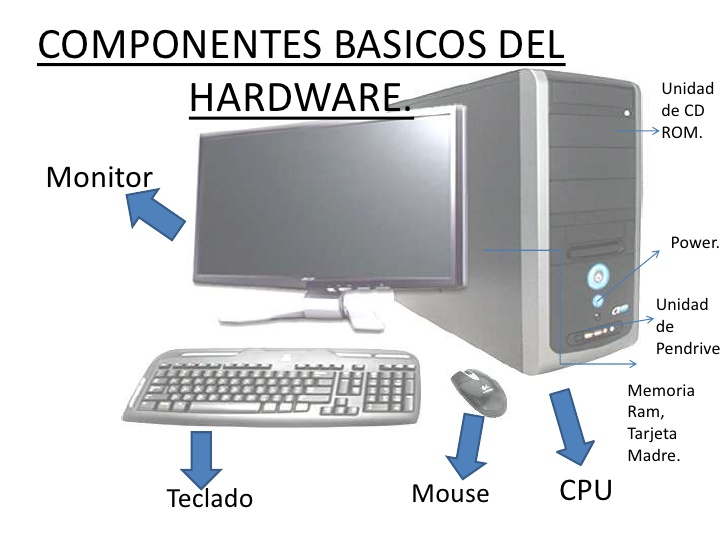 COMPONENTES BASICOS DEL
HARDWARE.
Unidad
de CD
ROM.
Monitor
Power.
Unidad
de
Pendrive
Memoria
Ram,
Tarjeta
Madre.
Teclado
Mouse
CPU